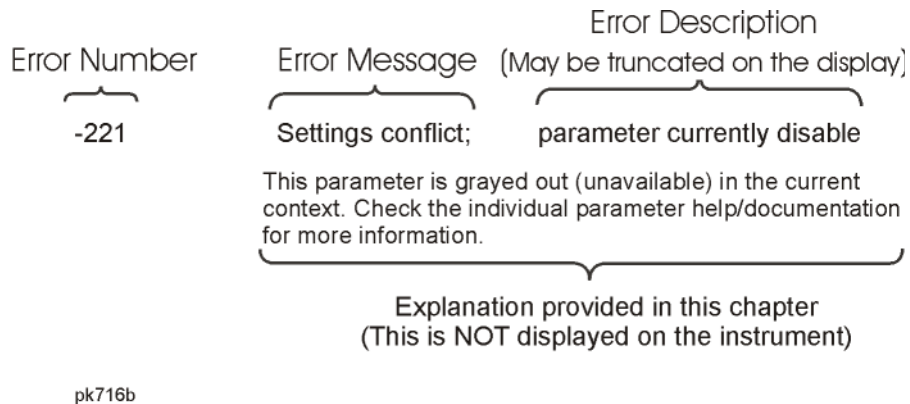 Error Description
Error Number Error Message (May be truncated on the display)
-221 Settings conflict; parameter currently disable
This parameter is grayed out (unavailable) in the current
context. Check the individual parameter help/documentation
for more information.
Explanation provided in this chapter
(This is NOT displayed on the instrument)
pk716b